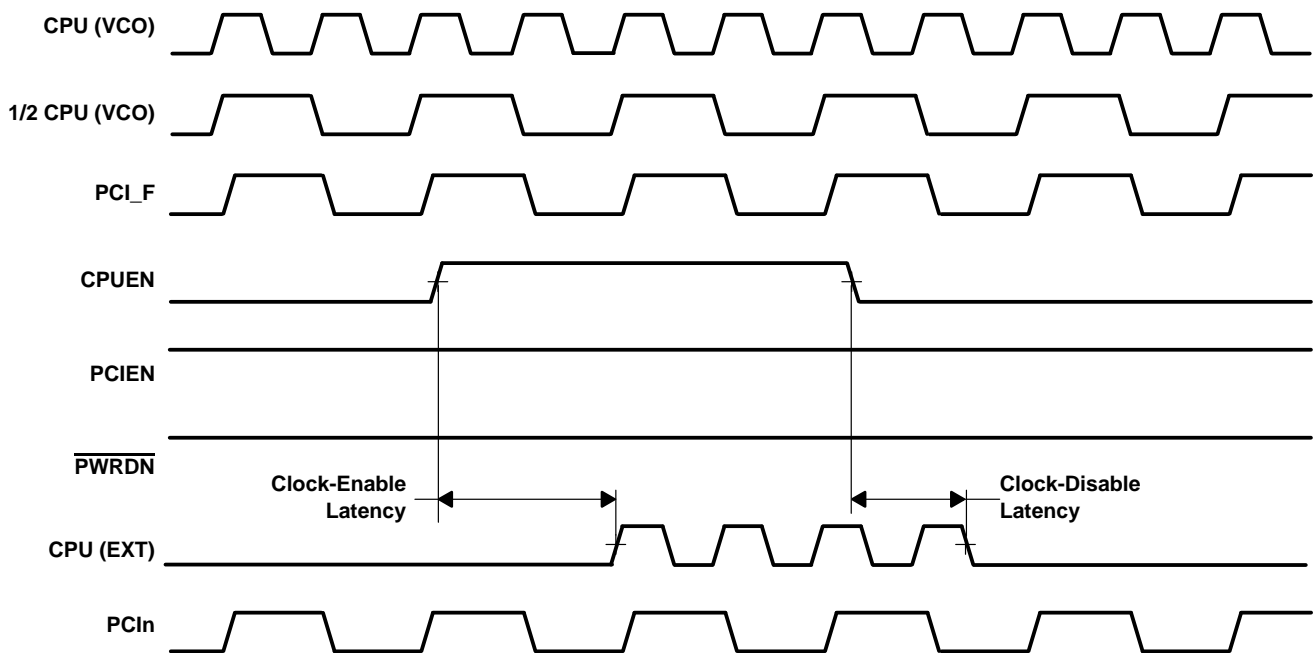 CPU (VCO)
1/2 CPU (VCO)
PCI_F
CPUEN
PCIEN
PWRDN
Clock-Enable
Latency
Clock-Disable
Latency
CPU (EXT)
PCIn